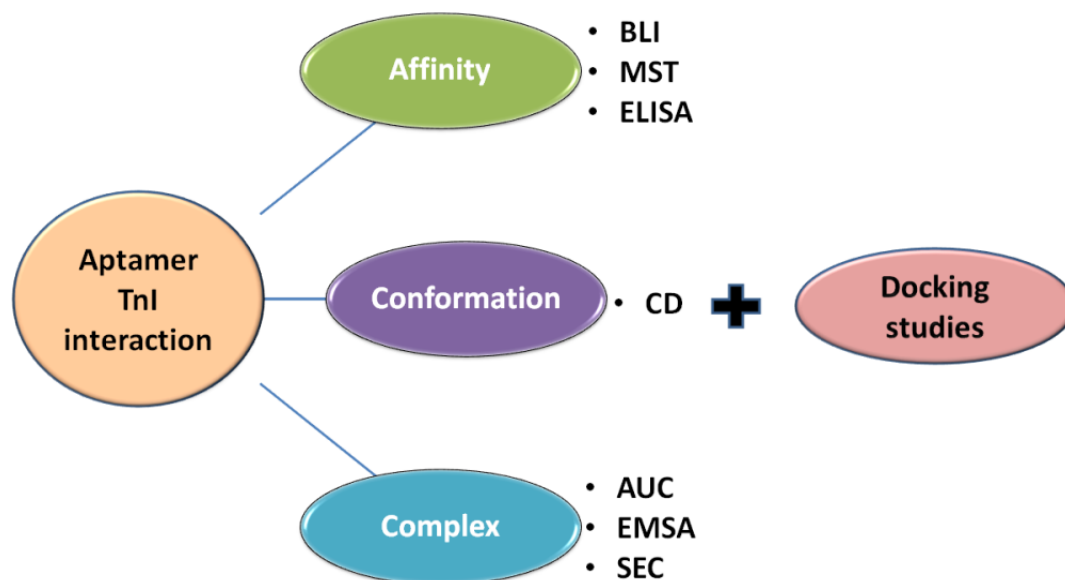 Affinity
• BLI
• MST
• ELISA
Aptamer
TnI
interaction
Conformation
• CD
Docking
studies
Complex
• AUC
• EMSA
• SEC